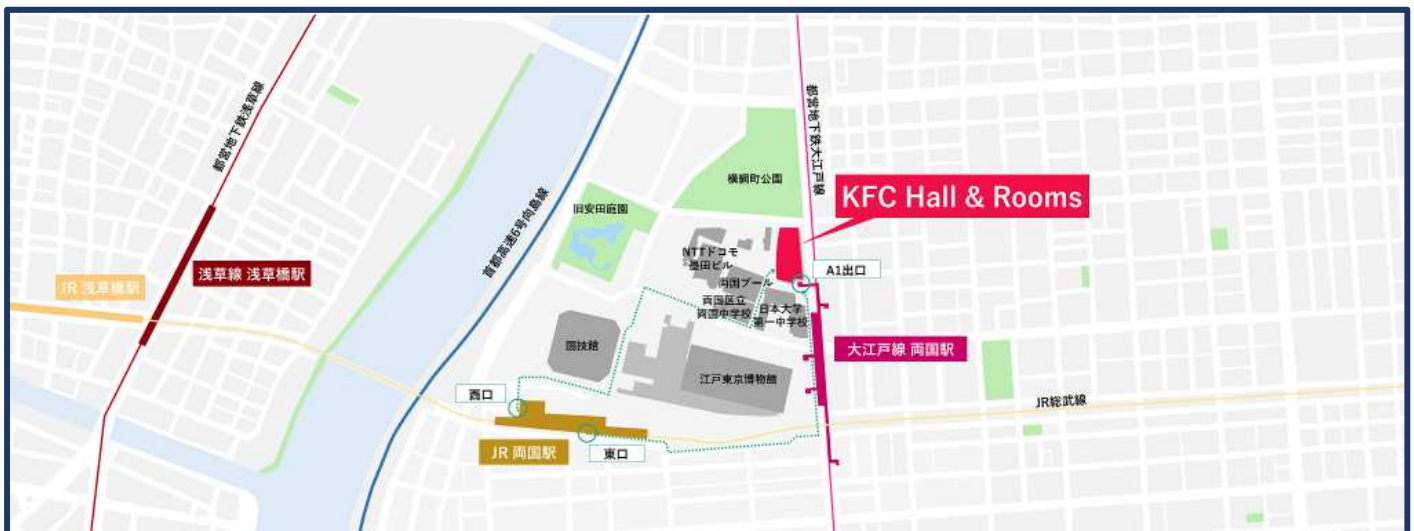 都営地下鉄浅草線
首都高速6号向島線
都営地下鉄大江戸線
横網町公園
KFC Hall & Rooms
旧安田庭園
NTTドコモ
墨田ビル
A1出口
両国プール
両国区立
両国中学校
日本大学
第一中学校
浅草線 浅草橋駅
JR 浅草橋駅
国技館
大江戸線 両国駅
江戸東京博物館
西口
JR総武線
JR 両国駅
東口